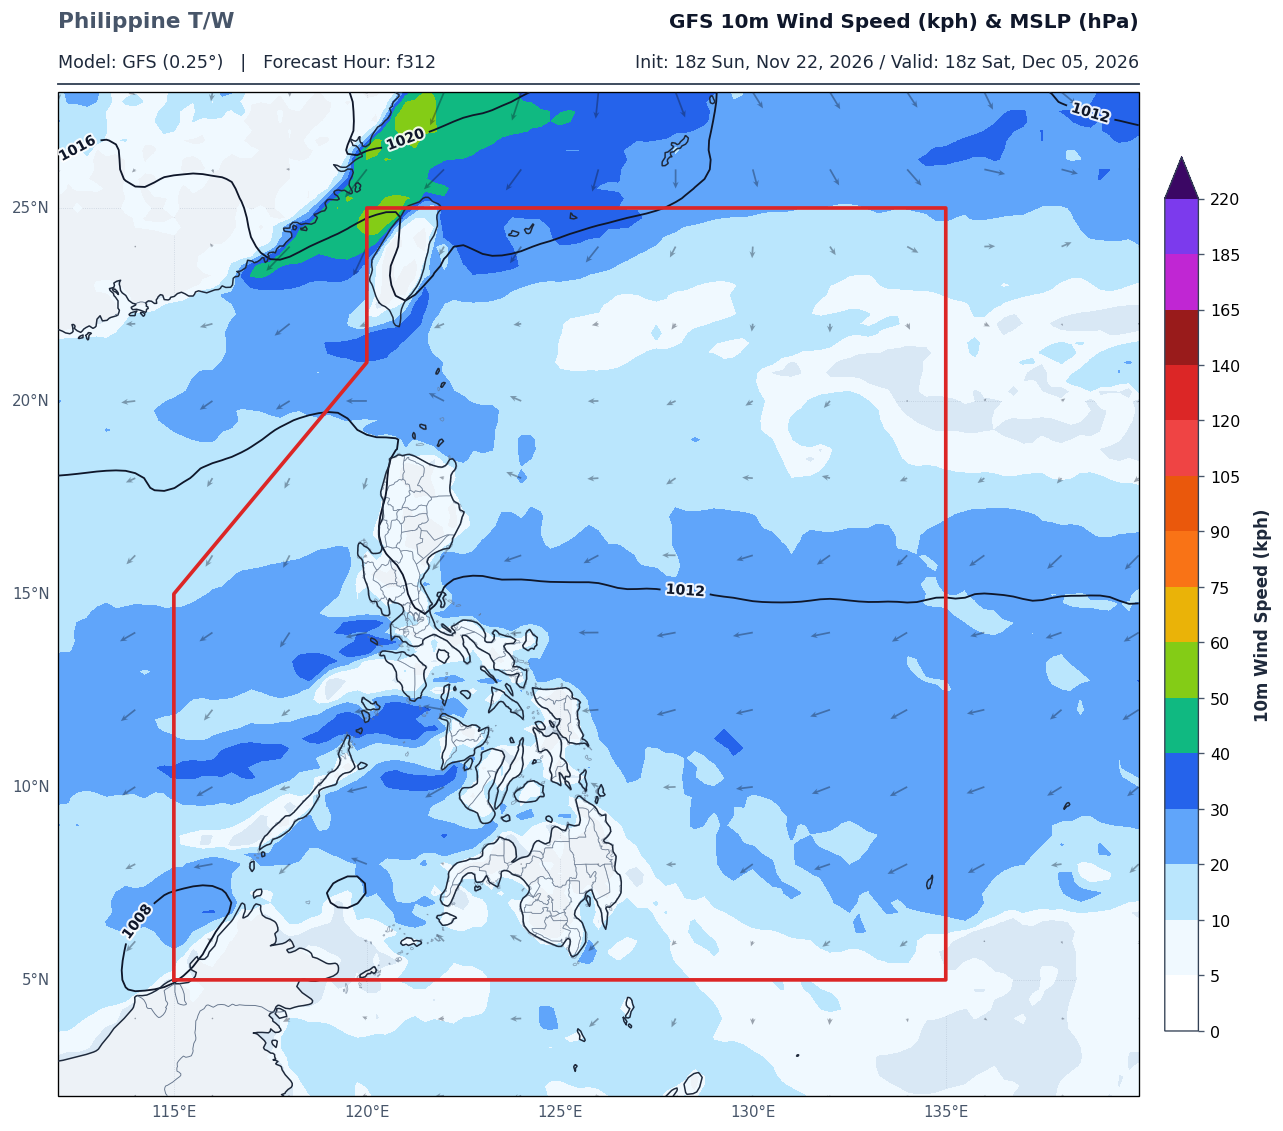 Philippine T/W
GFS 10m Wind Speed (kph) & MSLP (hPa)
Model: GFS (0.25°)   |   Forecast Hour: f312
Init: 18z Sun, Nov 22, 2026 / Valid: 18z Sat, Dec 05, 2026
1016
1020
1012
1012
1008
25°N
20°N
15°N
10°N
5°N
115°E
120°E
125°E
130°E
135°E
220
185
165
140
120
105
90
75
60
50
40
30
20
10
5
0
10m Wind Speed (kph)